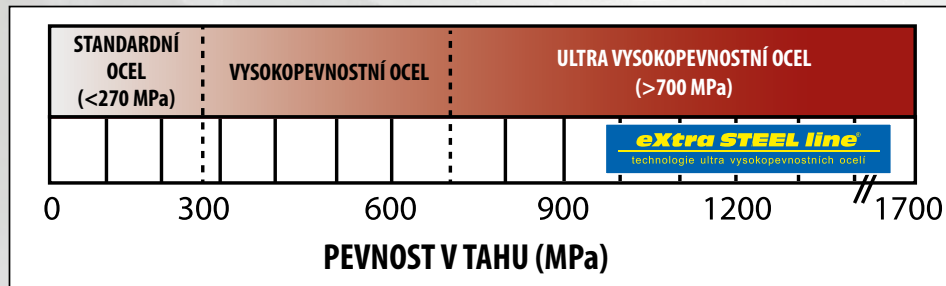 STANDARDNÍ
OCEL
(<270 MPa)
VYSOKOPEVNOSTNÍ OCEL
ULTRA VYSOKOPEVNOSTNÍ OCEL
(>700 MPa)
eXtra STEEL line®
technologie ultra vysokopevnostních ocelí
0 300 600 900 1200 1700
PEVNOST V TAHU (MPa)